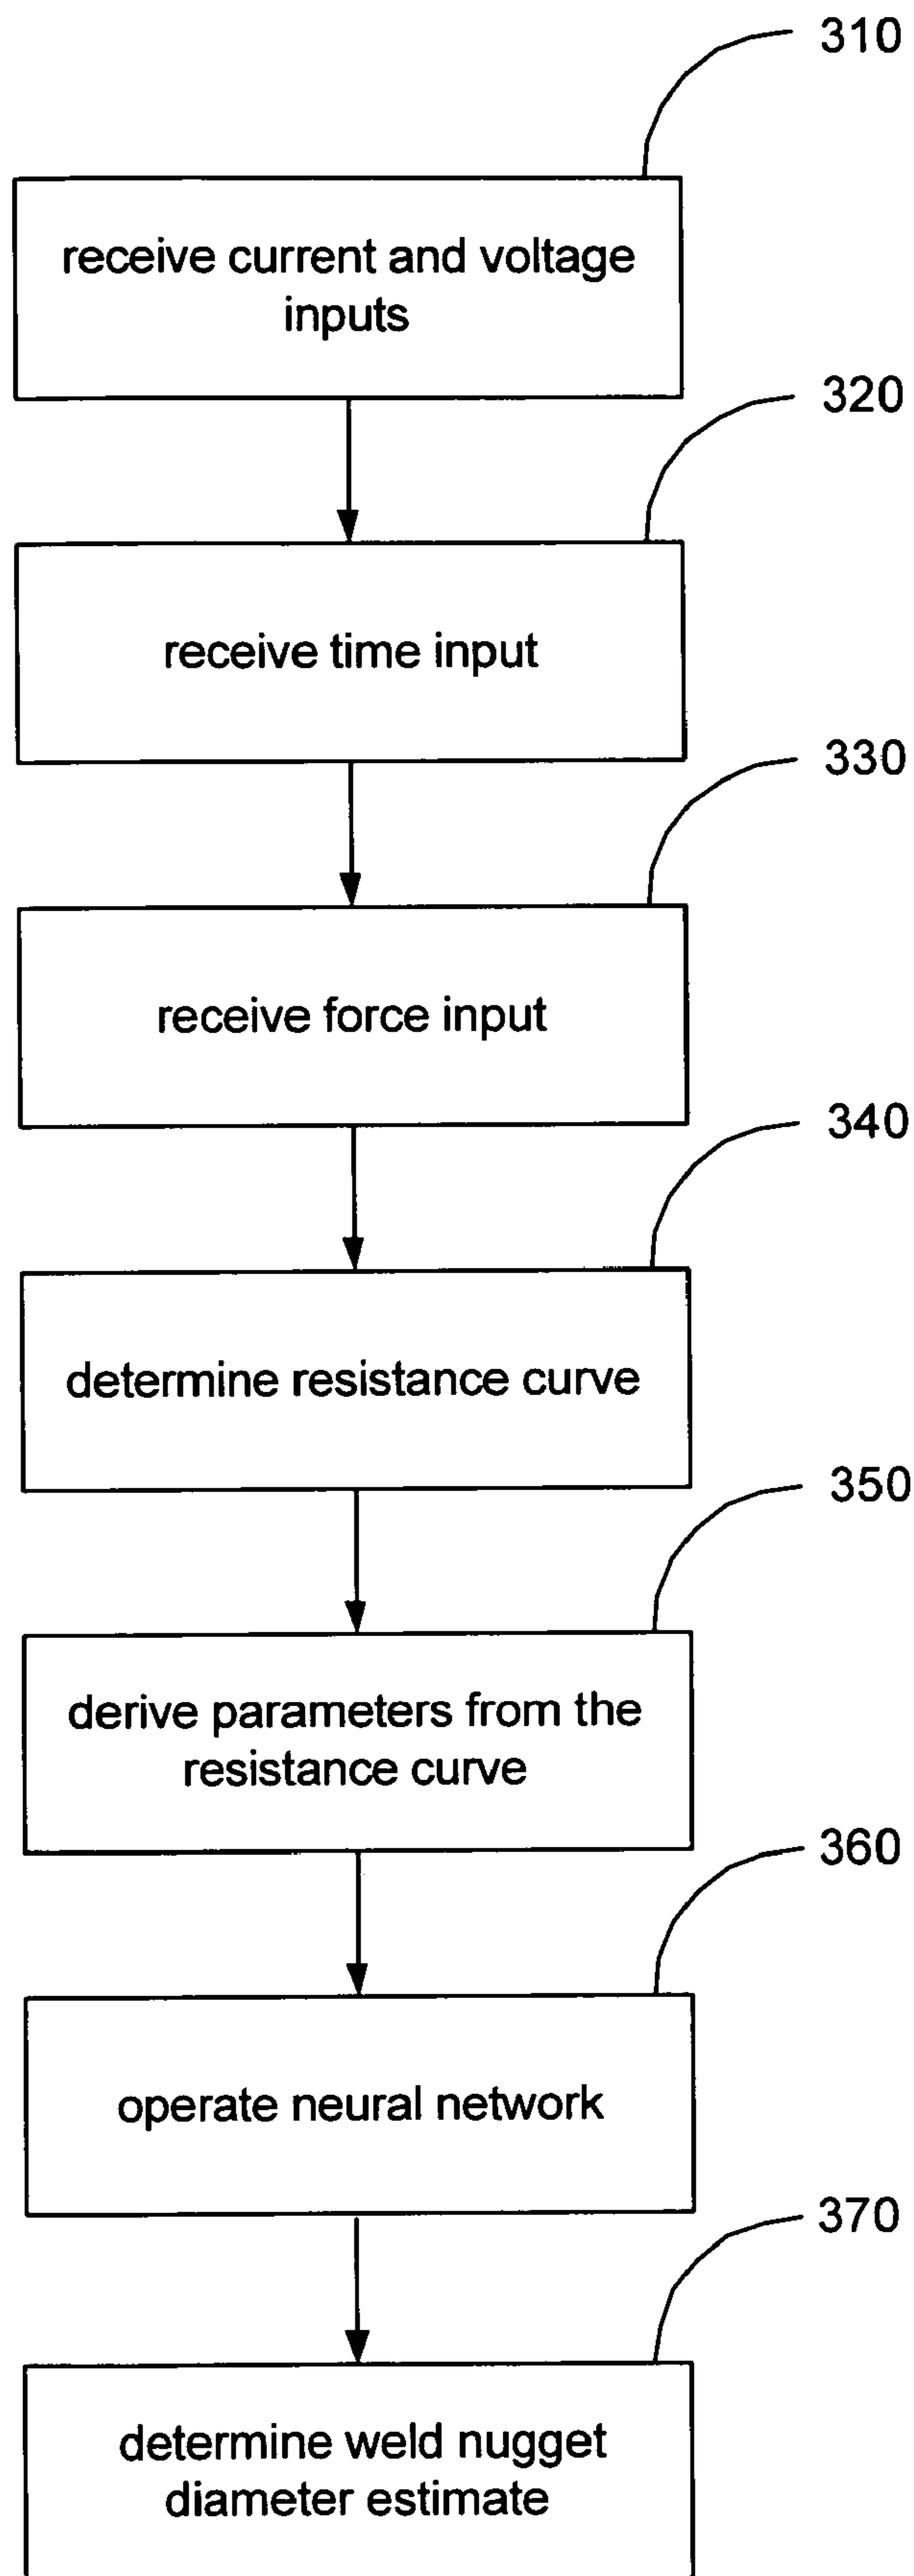 310
receive current and voltage
inputs
320
receive time input
330
receive force input
340
determine resistance curve
350
derive parameters from the
resistance curve
360
operate neural network
370
determine weld nugget
diameter estimate